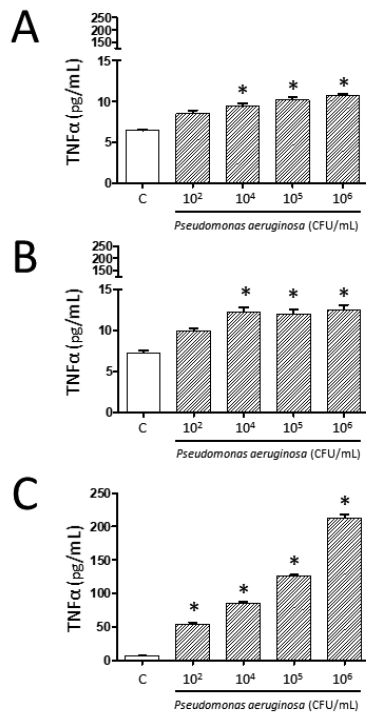 A
TNFα (pg/mL)
250
200
150
15
10
5
0
C 10² 10⁴ 10⁵ 10⁶
* * *
Pseudomonas aeruginosa (CFU/mL)
B
TNFα (pg/mL)
250
200
150
15
10
5
0
C 10² 10⁴ 10⁵ 10⁶
* * *
Pseudomonas aeruginosa (CFU/mL)
C
TNFα (pg/mL)
250
200
150
100
50
0
* * * *
C 10² 10⁴ 10⁵ 10⁶
Pseudomonas aeruginosa (CFU/mL)